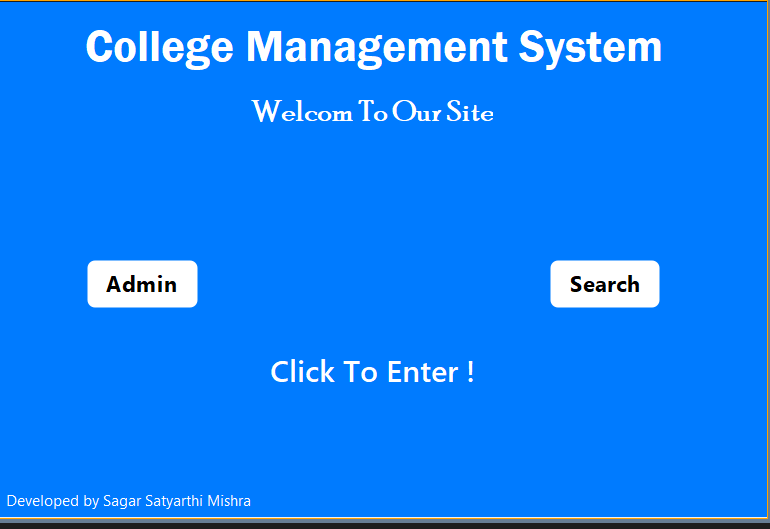 College Management System
Welcom To Our Site
Admin
Search
Click To Enter !
Developed by Sagar Satyarthi Mishra